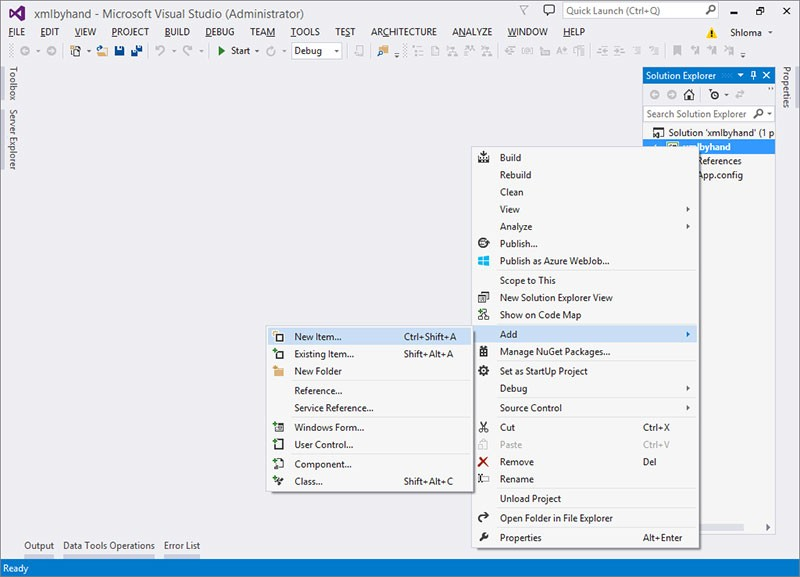 xmlbyhand - Microsoft Visual Studio (Administrator)
Quick Launch (Ctrl+Q)
FILE EDIT VIEW PROJECT BUILD DEBUG TEAM TOOLS TEST ARCHITECTURE ANALYZE WINDOW HELP
Shloma
Start
Debug
Toolbox
Server Explorer
Solution Explorer
Properties
Search Solution Explorer
Solution 'xmlbyhand' (1 p
xmlbyhand
References
App.config
Build
Rebuild
Clean
View
Analyze
Publish...
Publish as Azure WebJob...
Scope to This
New Solution Explorer View
Show on Code Map
Add
Manage NuGet Packages...
Set as StartUp Project
Debug
Source Control
Cut Ctrl+X
Paste Ctrl+V
Remove Del
Rename
Unload Project
Open Folder in File Explorer
Properties Alt+Enter
New Item... Ctrl+Shift+A
Existing Item... Shift+Alt+A
New Folder
Reference...
Service Reference...
Windows Form...
User Control...
Component...
Class... Shift+Alt+C
Output Data Tools Operations Error List
Ready